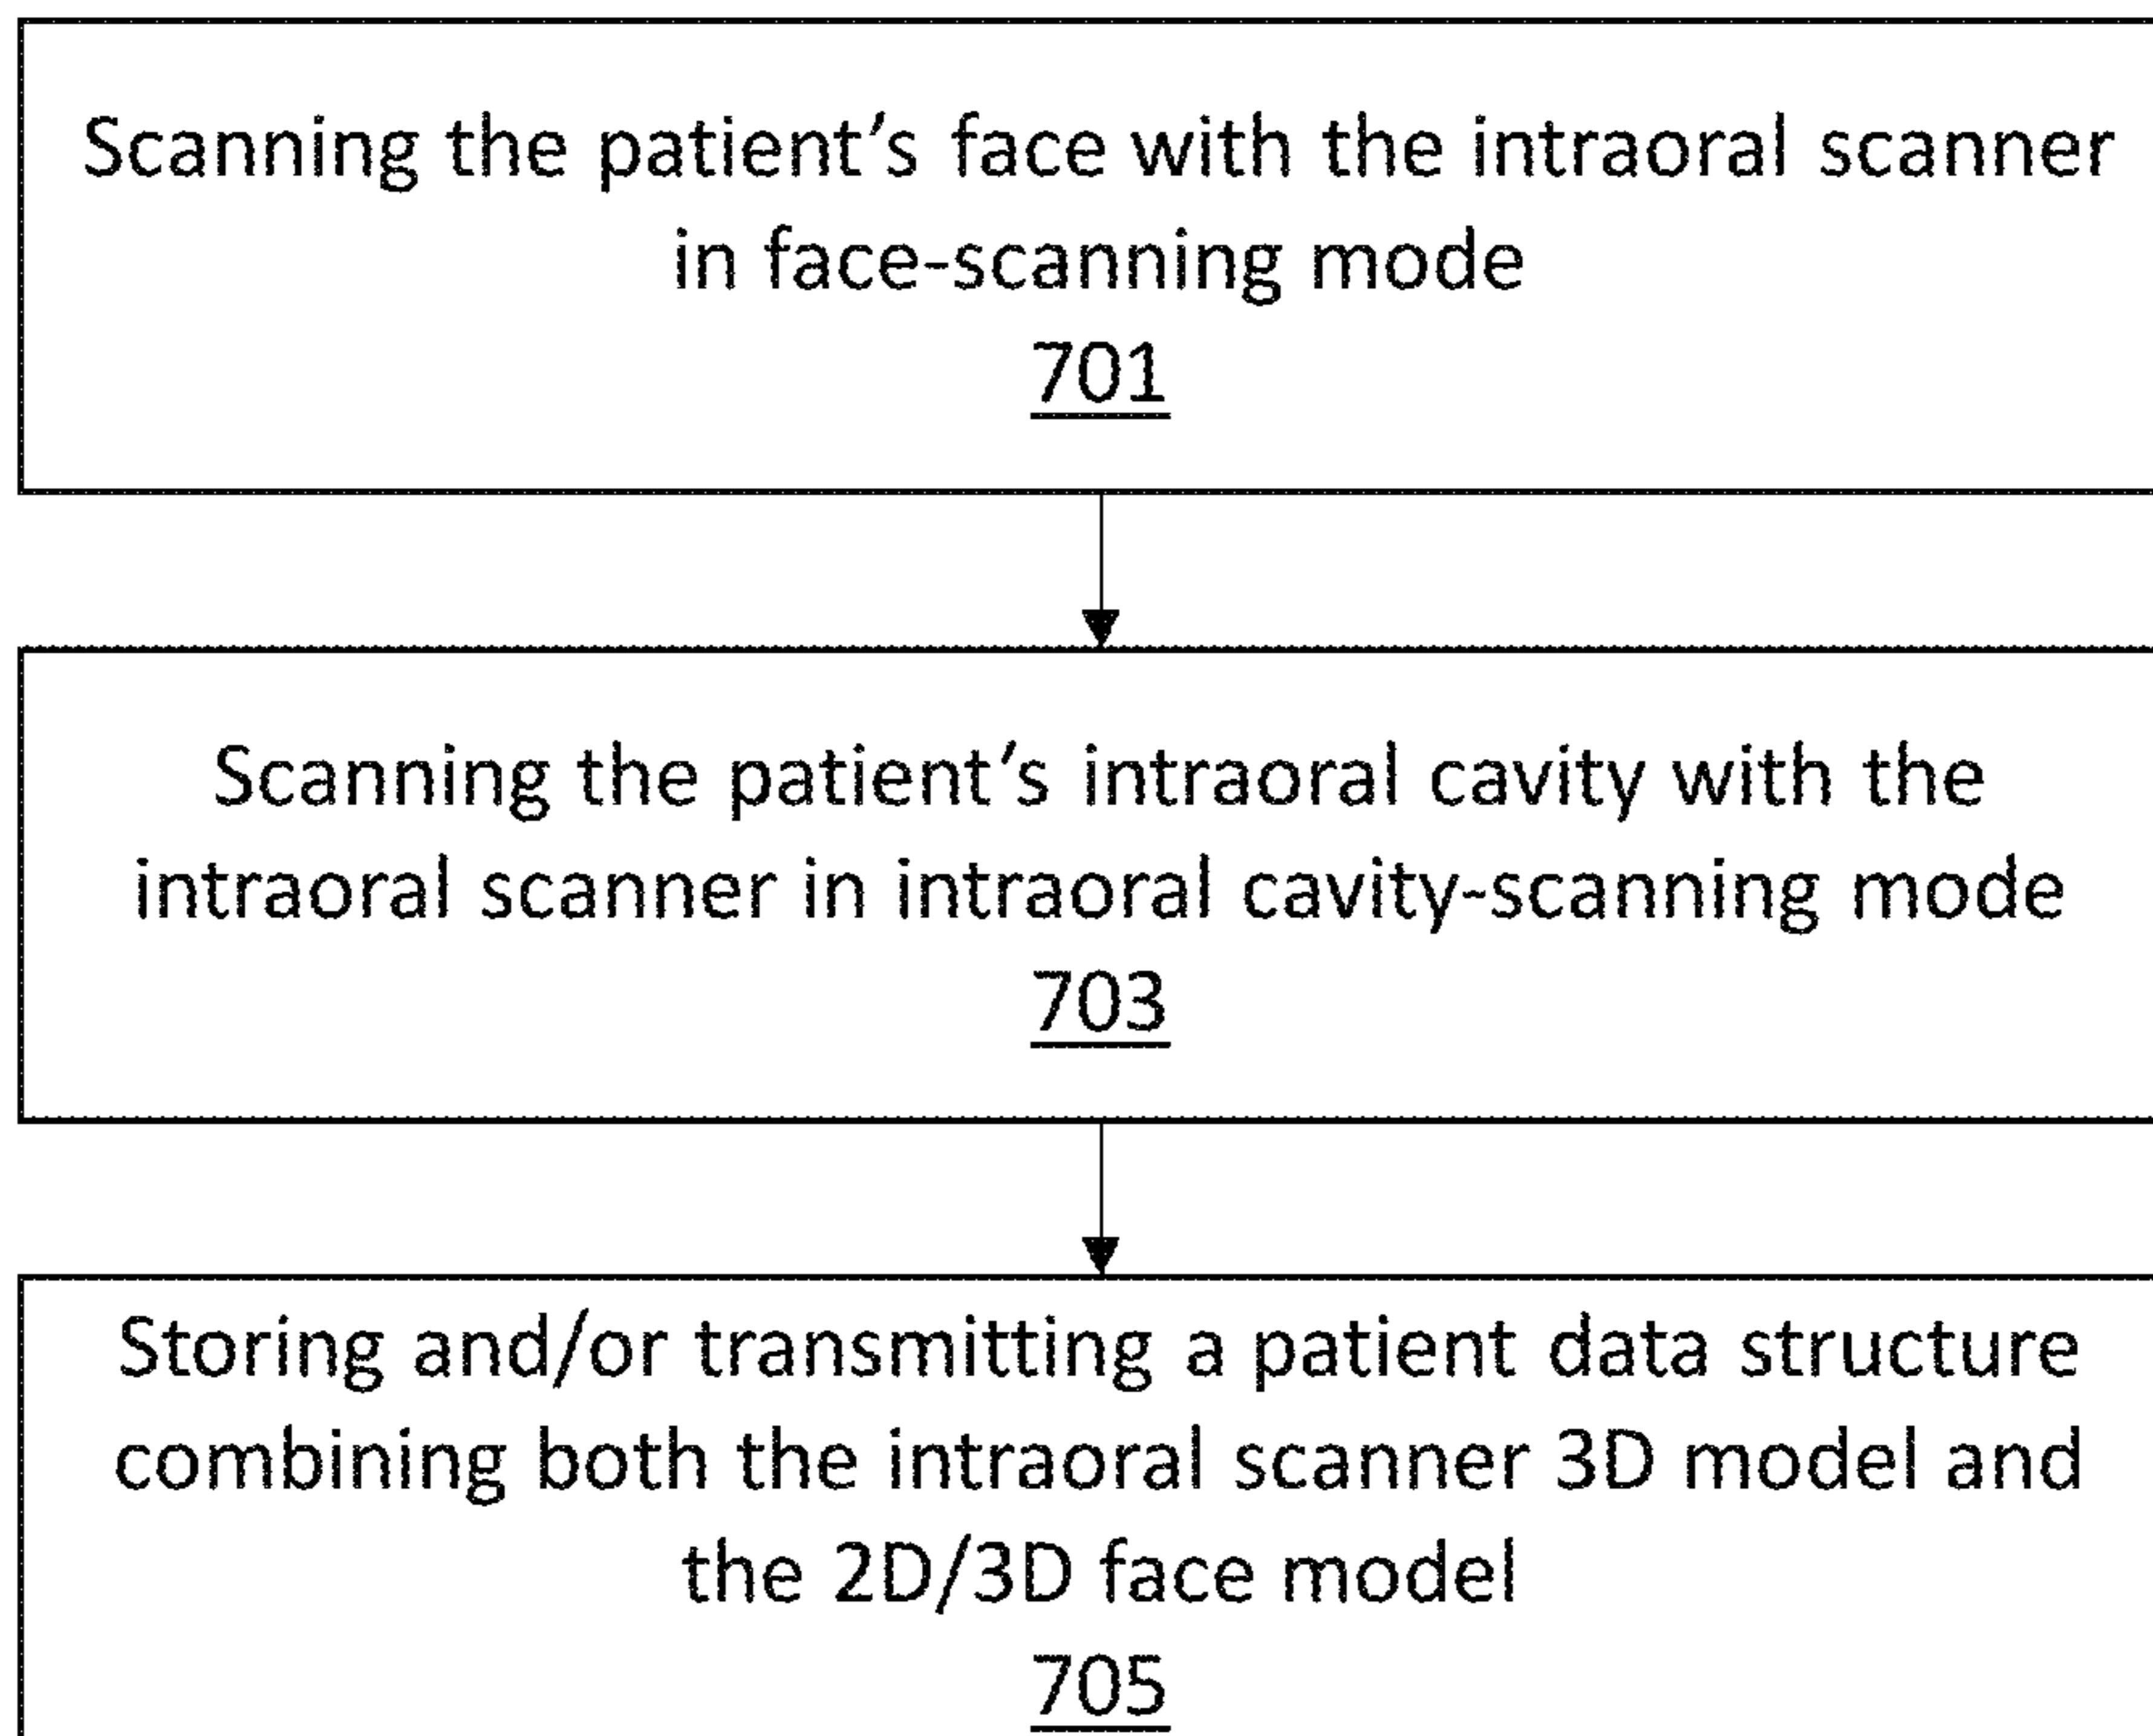 Scanning the patient's face with the intraoral scanner
in face-scanning mode
701
Scanning the patient's intraoral cavity with the
intraoral scanner in intraoral cavity-scanning mode
703
Storing and/or transmitting a patient data structure
combining both the intraoral scanner 3D model and
the 2D/3D face model
705